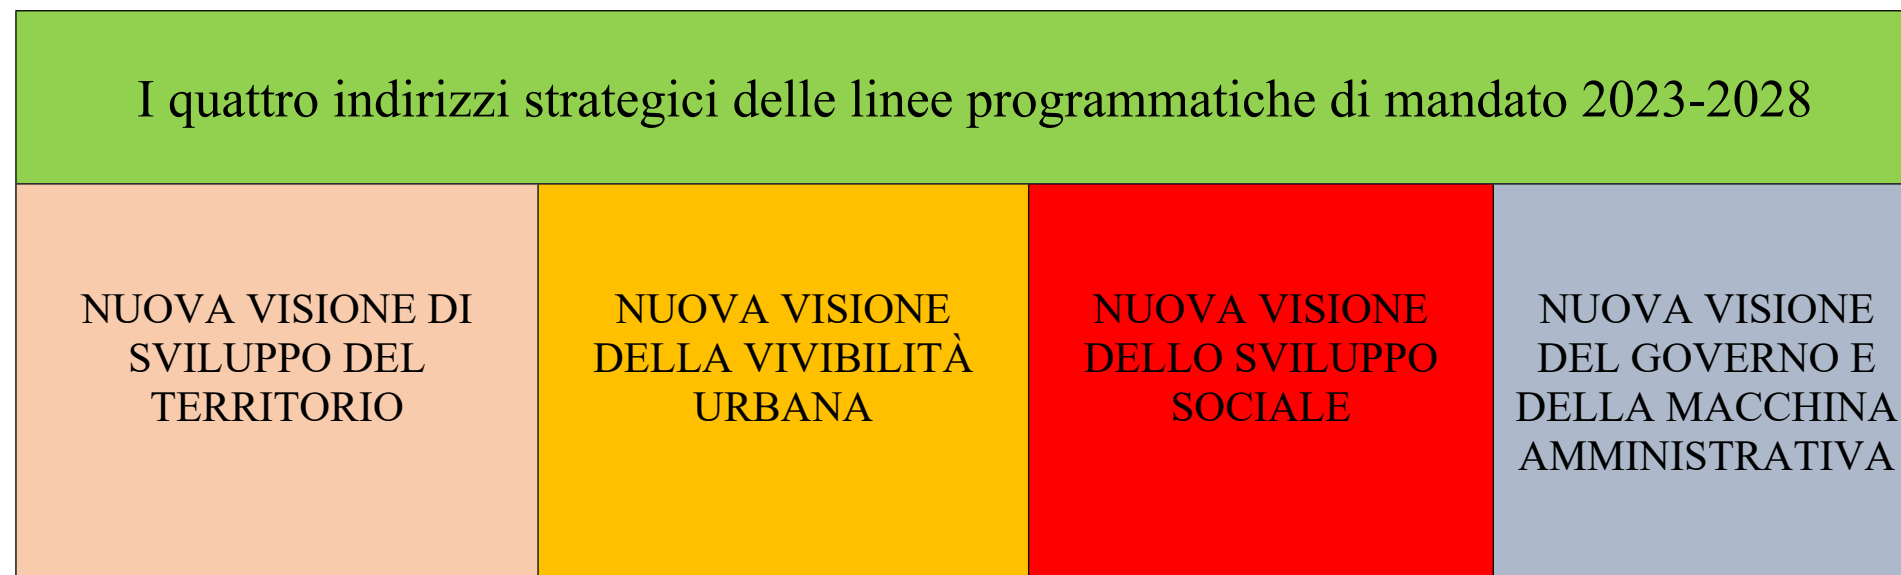 I quattro indirizzi strategici delle linee programmatiche di mandato 2023-2028
NUOVA VISIONE DI
SVILUPPO DEL
TERRITORIO
NUOVA VISIONE
DELLA VIVIBILITÀ
URBANA
NUOVA VISIONE
DELLO SVILUPPO
SOCIALE
NUOVA VISIONE
DEL GOVERNO E
DELLA MACCHINA
AMMINISTRATIVA